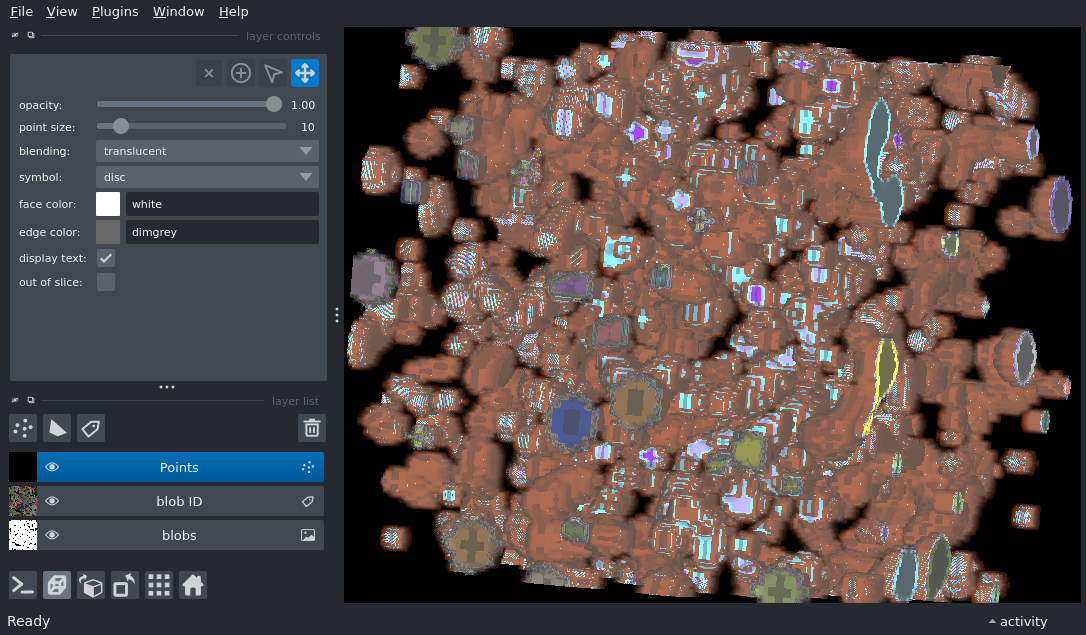 File View Plugins Window Help
layer controls
opacity: 1.00
point size: 10
blending: translucent
symbol: disc
face color: white
edge color: dimgrey
display text:
out of slice:
layer list
Points
blob ID
blobs
Ready activity